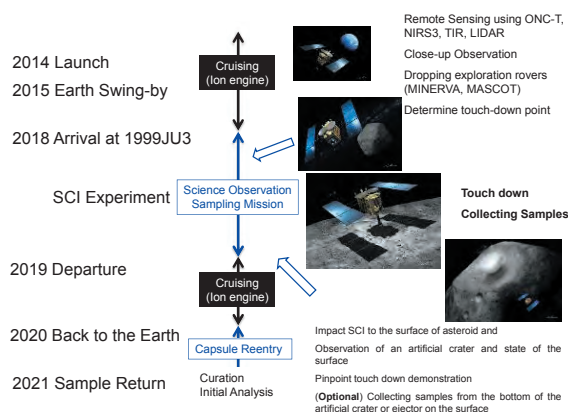 2014 Launch
2015 Earth Swing-by
2018 Arrival at 1999JU3
SCI Experiment
2019 Departure
2020 Back to the Earth
2021 Sample Return
Cruising
(Ion engine)
Science Observation
Sampling Mission
Cruising
(Ion engine)
Capsule Reentry
Curation
Initial Analysis
Remote Sensing using ONC-T,
NIRS3, TIR, LIDAR
Close-up Observation
Dropping exploration rovers
(MINERVA, MASCOT)
Determine touch-down point
Touch down
Collecting Samples
Impact SCI to the surface of asteroid and
Observation of an artificial crater and state of the
surface
Pinpoint touch down demonstration
(Optional) Collecting samples from the bottom of the
artificial crater or ejector on the surface